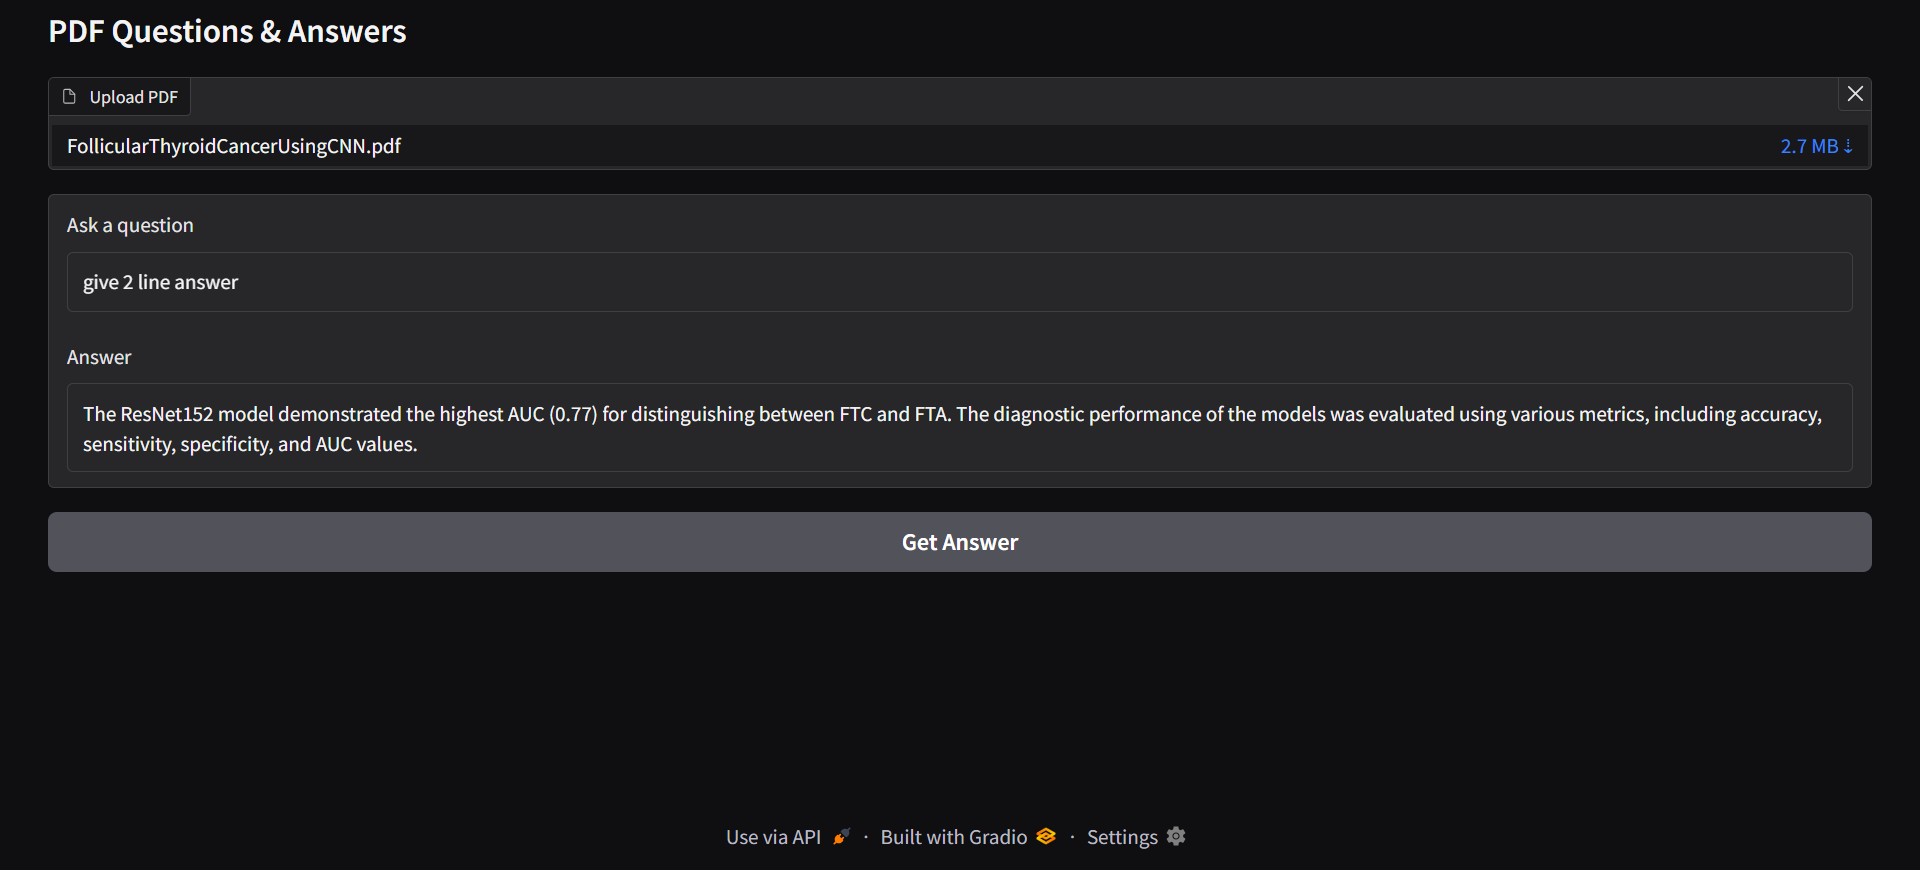 PDF Questions & Answers
Upload PDF
FollicularThyroidCancerUsingCNN.pdf
2.7 MB ⇣
Ask a question
give 2 line answer
Answer
The ResNet152 model demonstrated the highest AUC (0.77) for distinguishing between FTC and FTA. The diagnostic performance of the models was evaluated using various metrics, including accuracy,
sensitivity, specificity, and AUC values.
Get Answer
Use via API · Built with Gradio · Settings